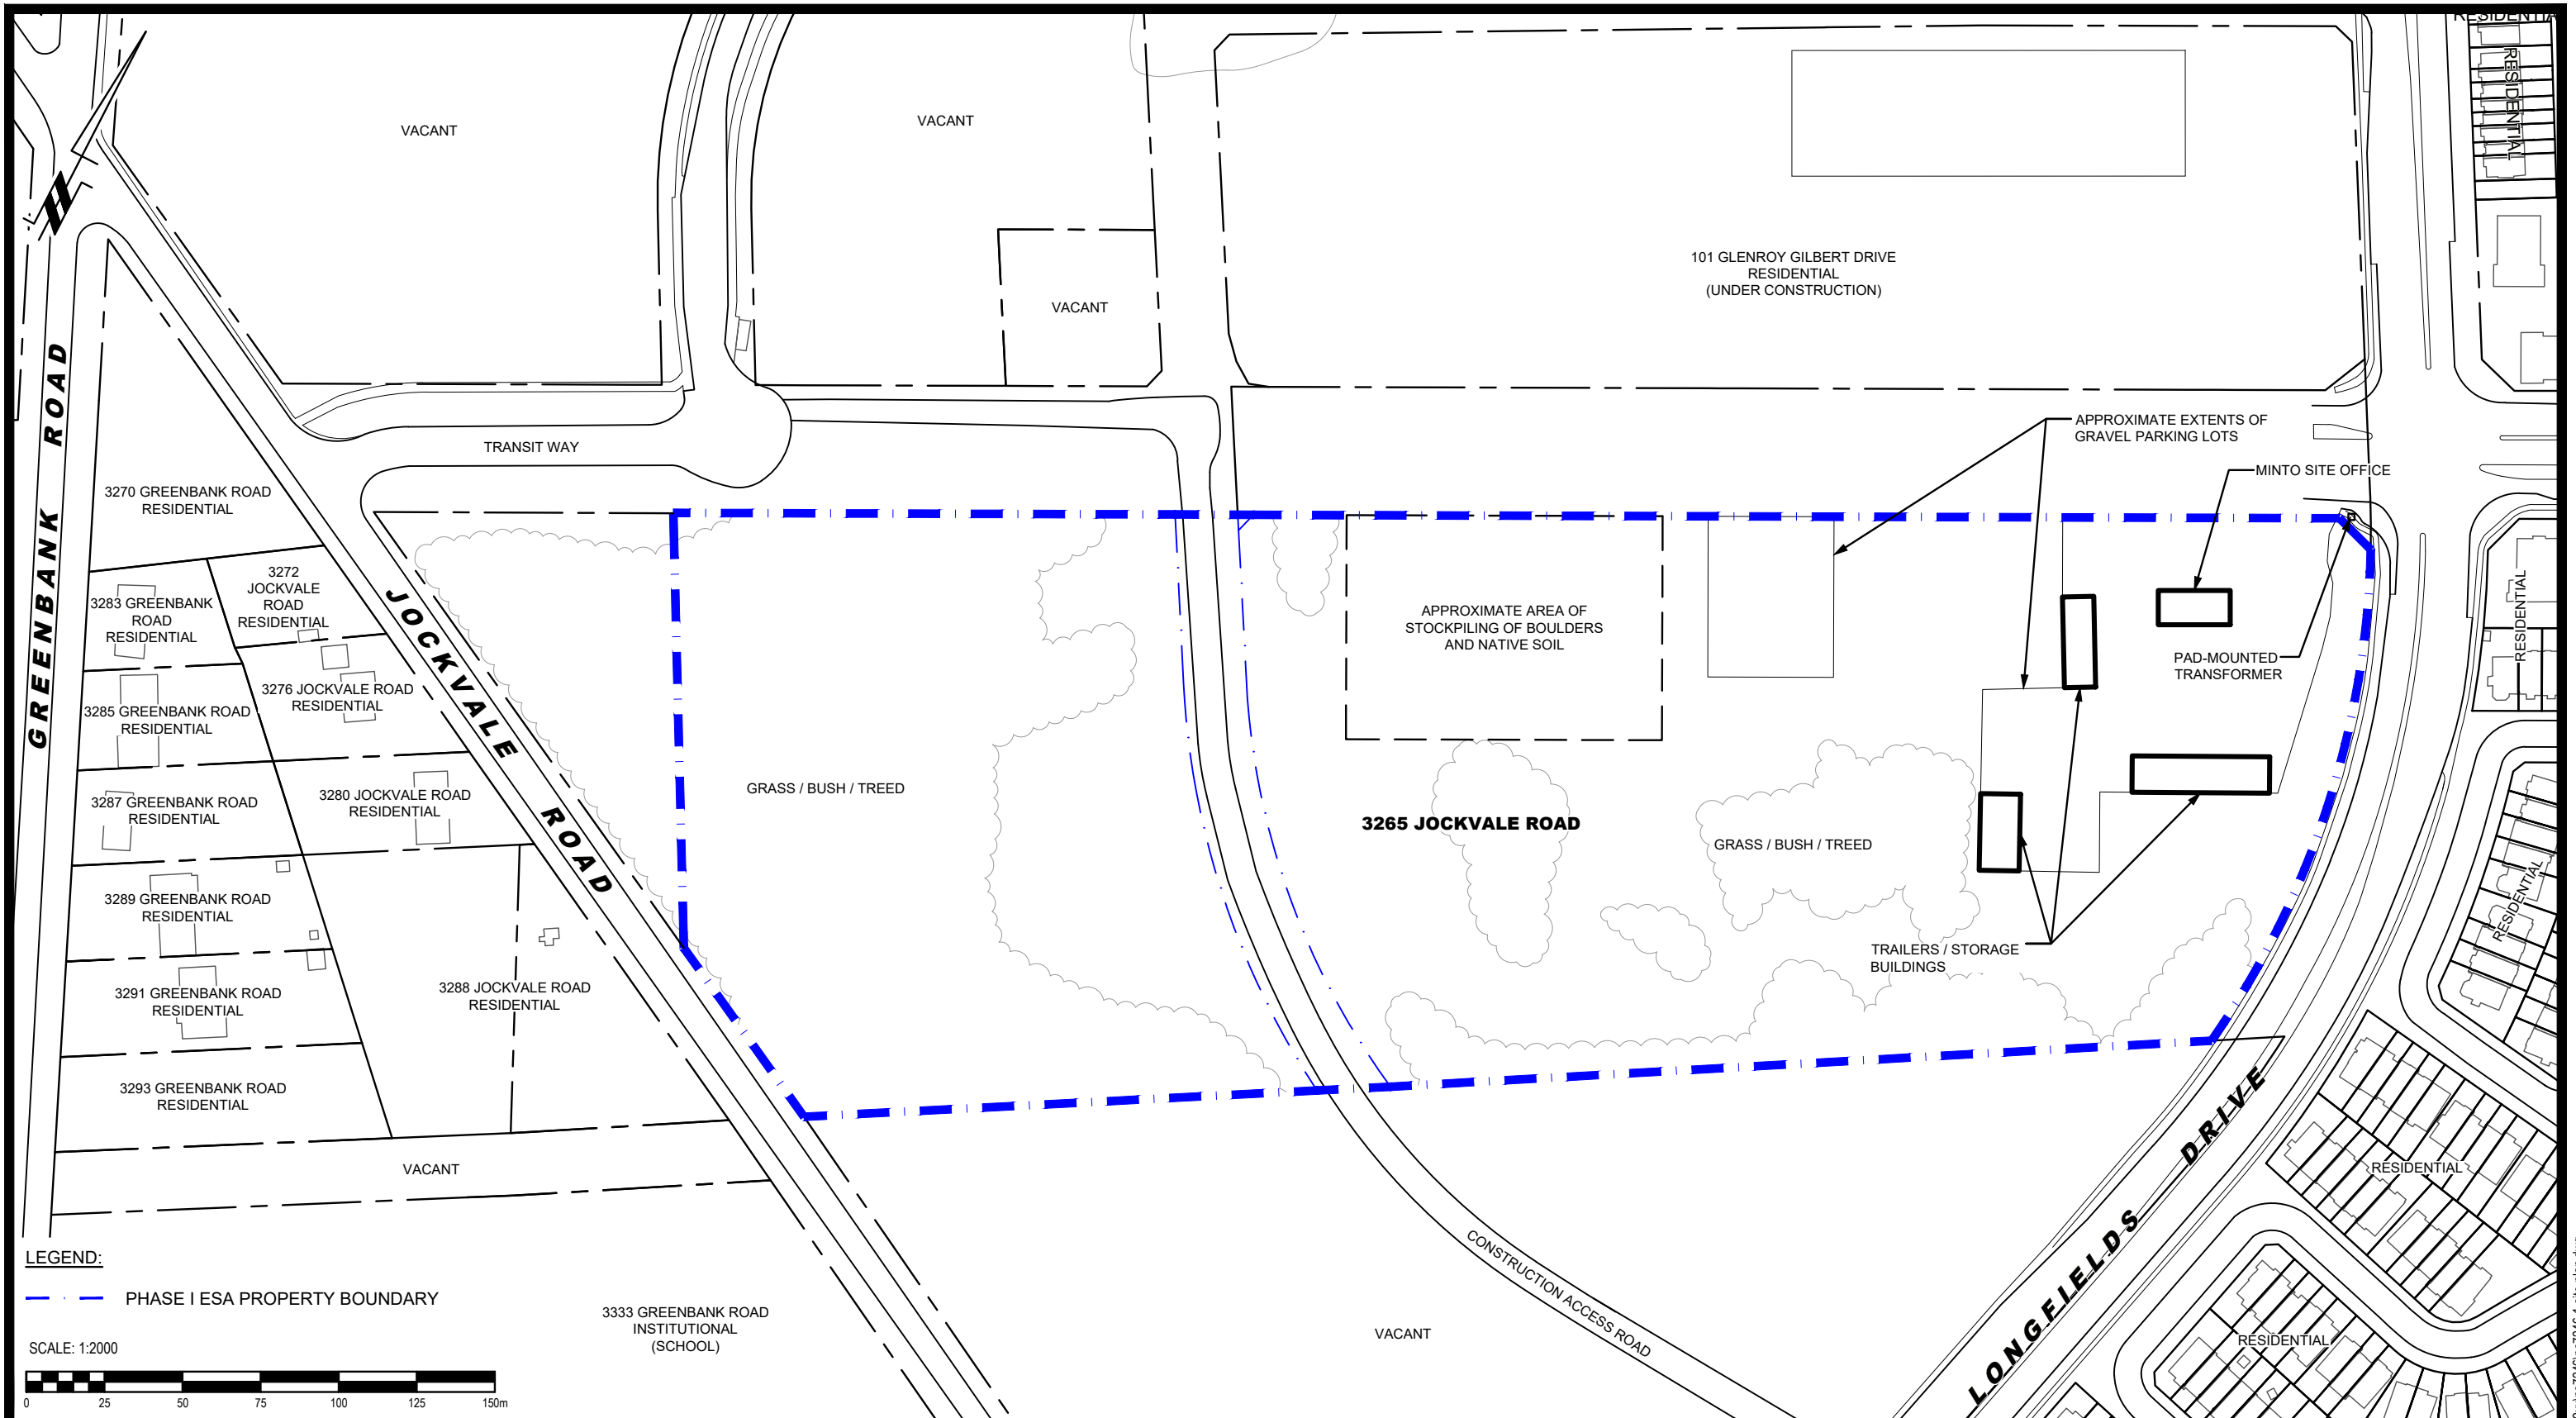 RESIDENTIAL
RESIDENTIAL
VACANT
VACANT
VACANT
101 GLENROY GILBERT DRIVE
RESIDENTIAL
(UNDER CONSTRUCTION)
GREENBANK ROAD
TRANSIT WAY
APPROXIMATE EXTENTS OF
GRAVEL PARKING LOTS
MINTO SITE OFFICE
3270 GREENBANK ROAD
RESIDENTIAL
3272
JOCKVALE
ROAD
RESIDENTIAL
3283 GREENBANK
ROAD
RESIDENTIAL
JOCKVALE ROAD
APPROXIMATE AREA OF
STOCKPILING OF BOULDERS
AND NATIVE SOIL
RESIDENTIAL
PAD-MOUNTED
TRANSFORMER
3276 JOCKVALE ROAD
RESIDENTIAL
3285 GREENBANK ROAD
RESIDENTIAL
3287 GREENBANK ROAD
RESIDENTIAL
3280 JOCKVALE ROAD
RESIDENTIAL
GRASS / BUSH / TREED
3265 JOCKVALE ROAD
GRASS / BUSH / TREED
RESIDENTIAL
3289 GREENBANK ROAD
RESIDENTIAL
TRAILERS / STORAGE
BUILDINGS
3291 GREENBANK ROAD
RESIDENTIAL
3288 JOCKVALE ROAD
RESIDENTIAL
3293 GREENBANK ROAD
RESIDENTIAL
VACANT
LONGFIELDS DRIVE
RESIDENTIAL
LEGEND:
PHASE I ESA PROPERTY BOUNDARY
3333 GREENBANK ROAD
INSTITUTIONAL
(SCHOOL)
VACANT
CONSTRUCTION ACCESS ROAD
RESIDENTIAL
SCALE: 1:2000
0 25 50 75 100 125 150m